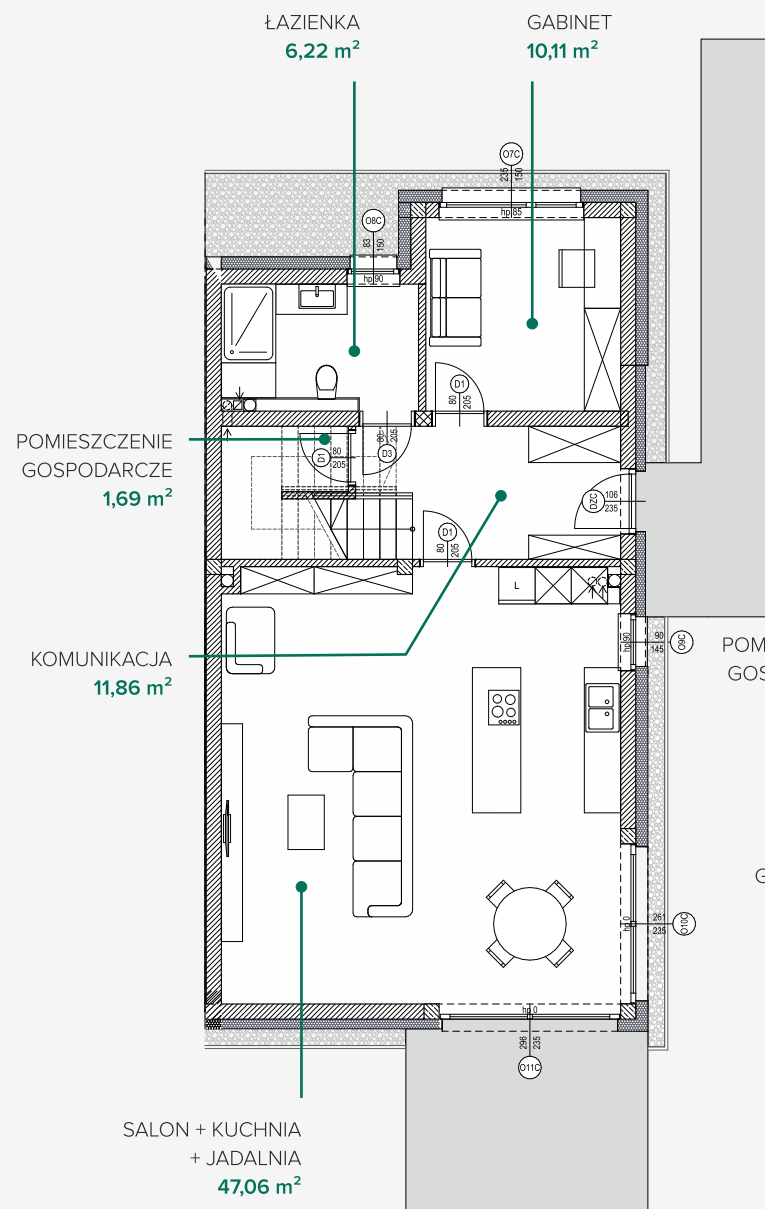 ŁAZIENKA
6,22 m²
GABINET
10,11 m²
O7C
235
150
hp 85
O8C
83
150
hp 90
D1
80
205
POMIESZCZENIE
GOSPODARCZE
1,69 m²
D1
80
205
D3
80
205
DZC
106
235
D1
80
205
L
KOMUNIKACJA
11,86 m²
hp 90
90
145
O9C
POM
GOS
G
hp 0
261
235
O10C
hp 0
296
235
O11C
SALON + KUCHNIA
+ JADALNIA
47,06 m²